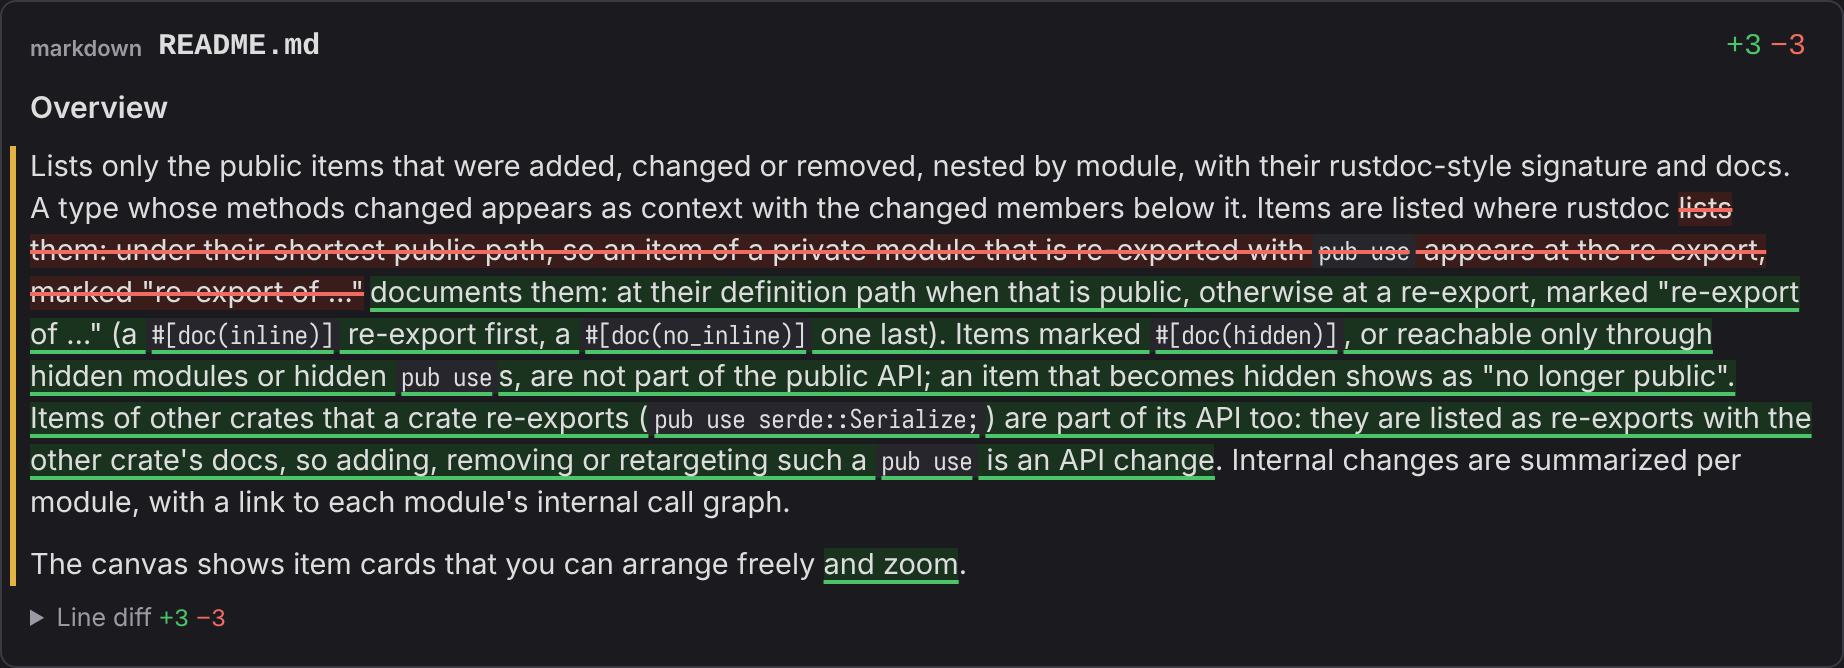 markdown README.md +3 −3
Overview
Lists only the public items that were added, changed or removed, nested by module, with their rustdoc-style signature and docs.
A type whose methods changed appears as context with the changed members below it. Items are listed where rustdoc lists
them: under their shortest public path, so an item of a private module that is re-exported with pub use appears at the re-export,
marked "re-export of ..." documents them: at their definition path when that is public, otherwise at a re-export, marked "re-export
of ..." (a #[doc(inline)] re-export first, a #[doc(no_inline)] one last). Items marked #[doc(hidden)], or reachable only through
hidden modules or hidden pub use s, are not part of the public API; an item that becomes hidden shows as "no longer public".
Items of other crates that a crate re-exports (pub use serde::Serialize;) are part of its API too: they are listed as re-exports with the
other crate's docs, so adding, removing or retargeting such a pub use is an API change. Internal changes are summarized per
module, with a link to each module's internal call graph.
The canvas shows item cards that you can arrange freely and zoom.
▶ Line diff +3 −3